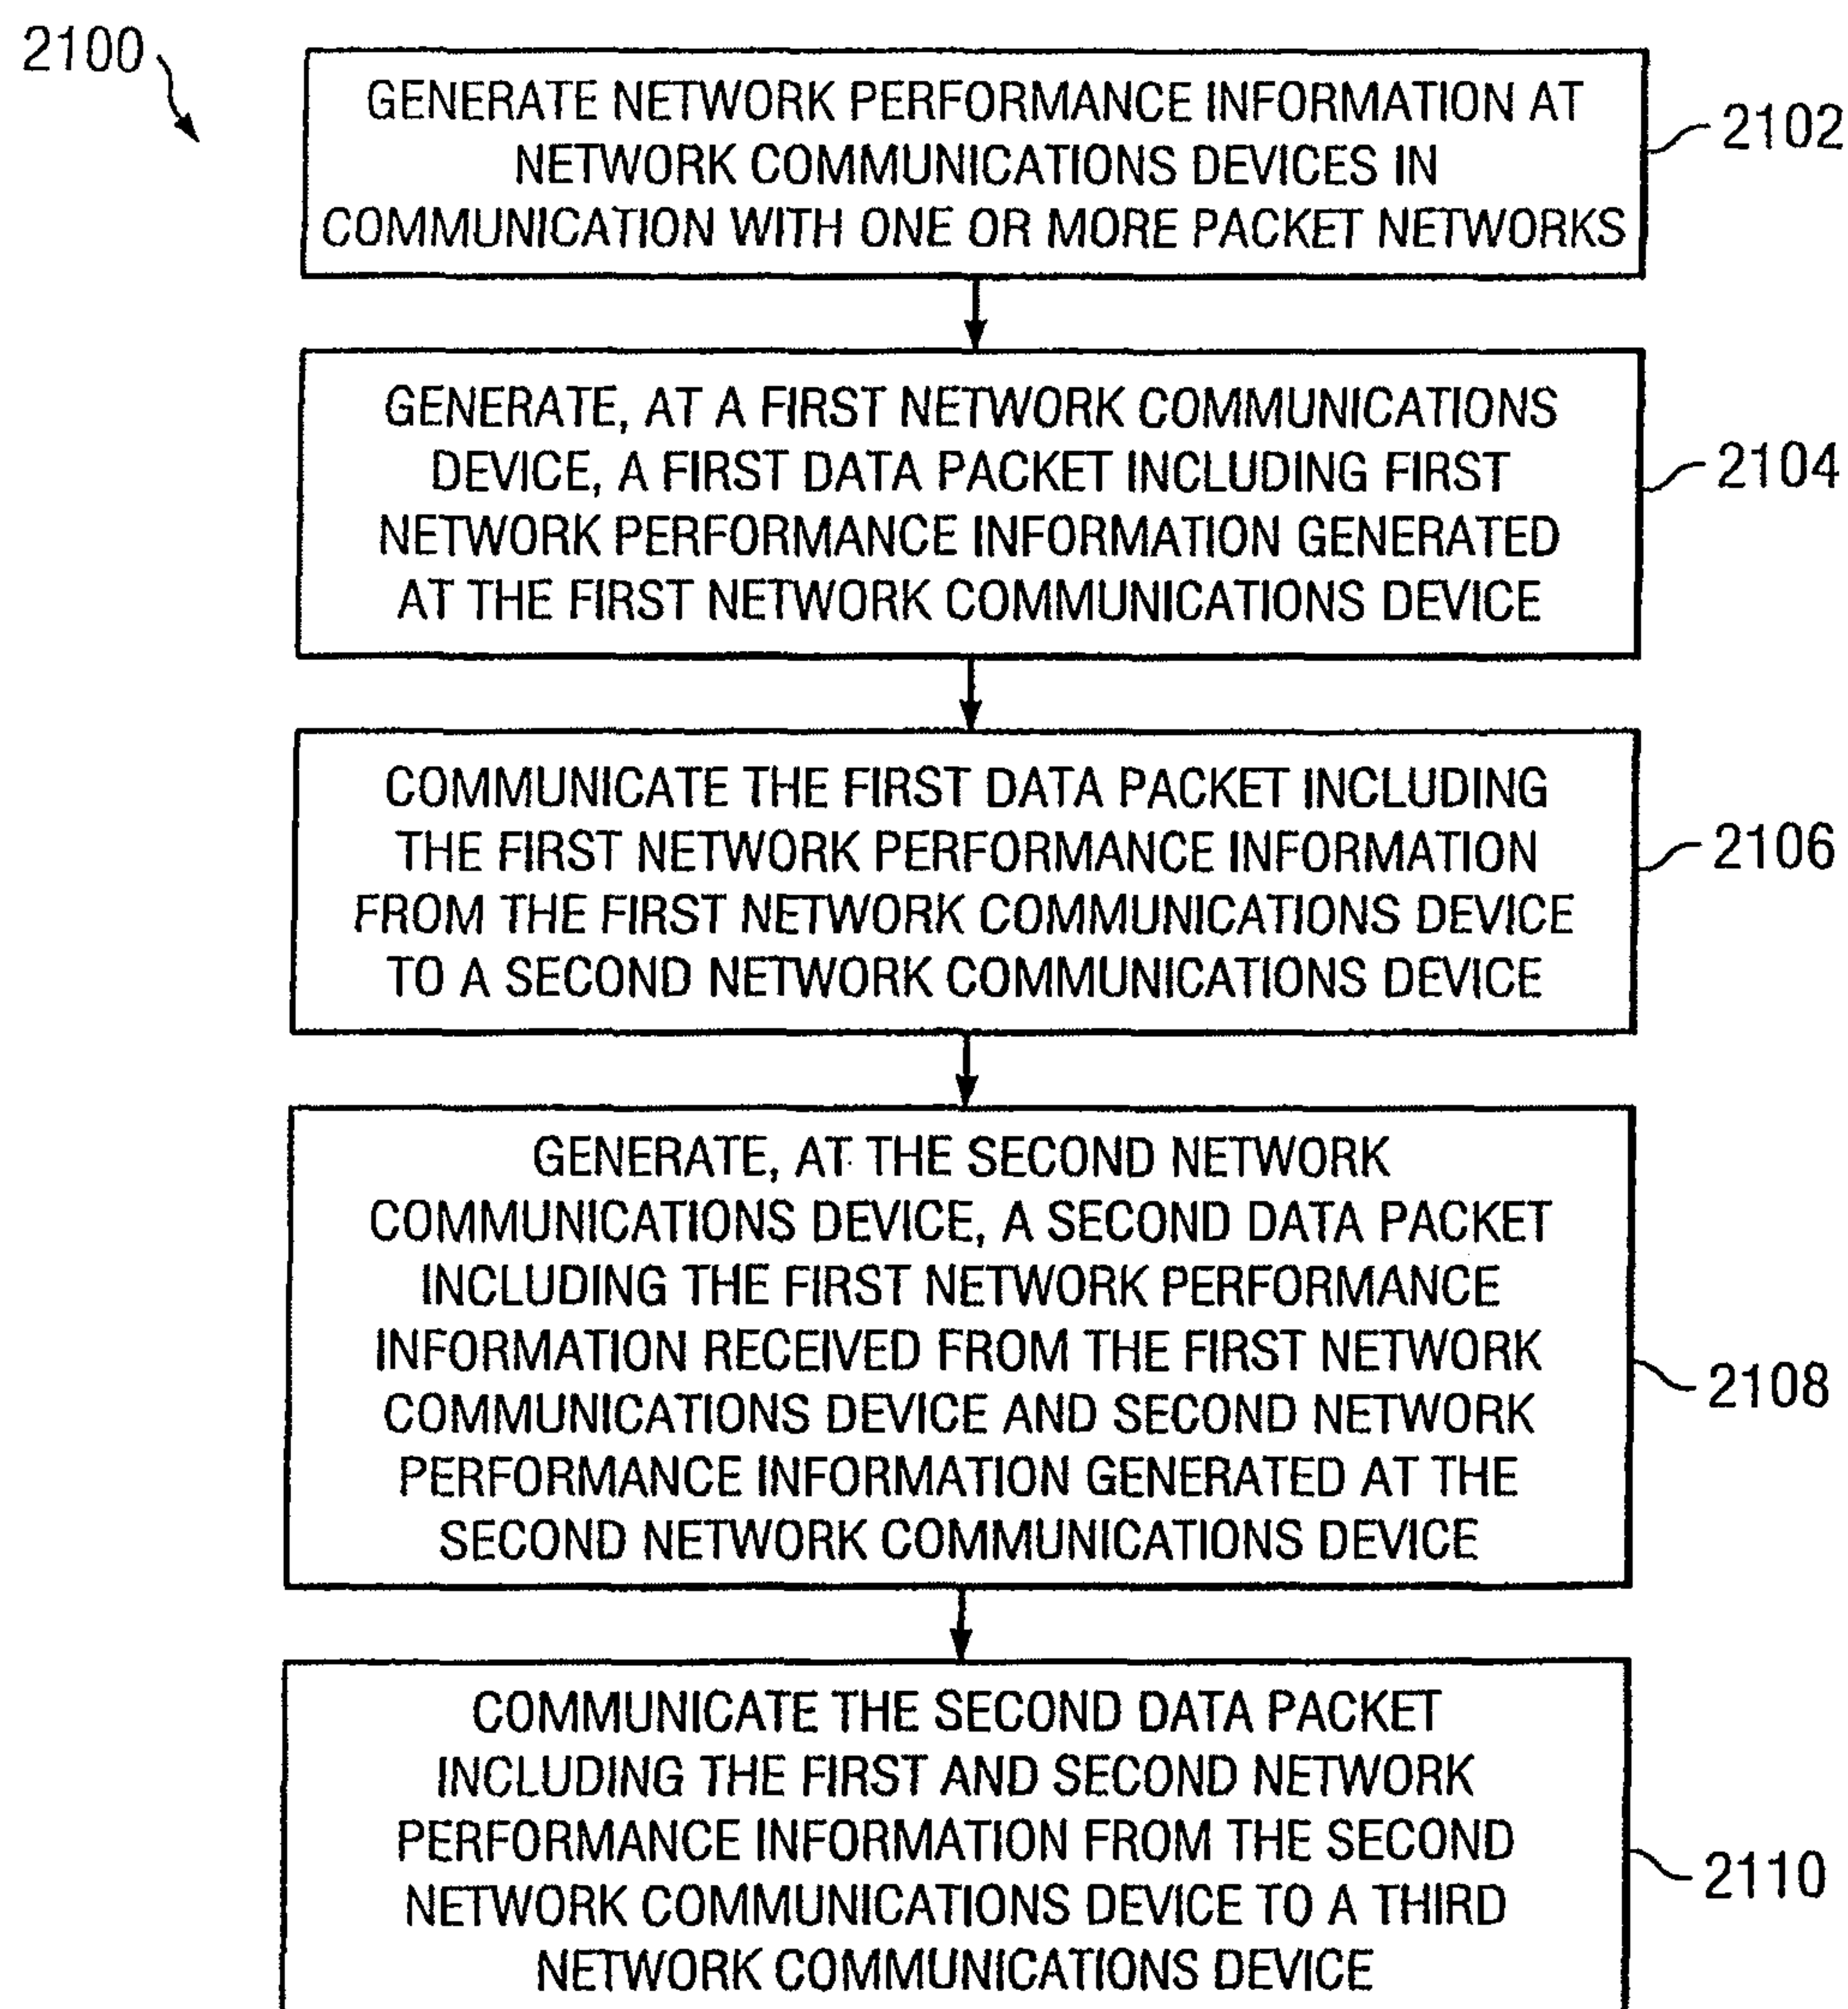 2100
GENERATE NETWORK PERFORMANCE INFORMATION AT
NETWORK COMMUNICATIONS DEVICES IN
COMMUNICATION WITH ONE OR MORE PACKET NETWORKS
2102
GENERATE, AT A FIRST NETWORK COMMUNICATIONS
DEVICE, A FIRST DATA PACKET INCLUDING FIRST
NETWORK PERFORMANCE INFORMATION GENERATED
AT THE FIRST NETWORK COMMUNICATIONS DEVICE
2104
COMMUNICATE THE FIRST DATA PACKET INCLUDING
THE FIRST NETWORK PERFORMANCE INFORMATION
FROM THE FIRST NETWORK COMMUNICATIONS DEVICE
TO A SECOND NETWORK COMMUNICATIONS DEVICE
2106
GENERATE, AT THE SECOND NETWORK
COMMUNICATIONS DEVICE, A SECOND DATA PACKET
INCLUDING THE FIRST NETWORK PERFORMANCE
INFORMATION RECEIVED FROM THE FIRST NETWORK
COMMUNICATIONS DEVICE AND SECOND NETWORK
PERFORMANCE INFORMATION GENERATED AT THE
SECOND NETWORK COMMUNICATIONS DEVICE
2108
COMMUNICATE THE SECOND DATA PACKET
INCLUDING THE FIRST AND SECOND NETWORK
PERFORMANCE INFORMATION FROM THE SECOND
NETWORK COMMUNICATIONS DEVICE TO A THIRD
NETWORK COMMUNICATIONS DEVICE
2110